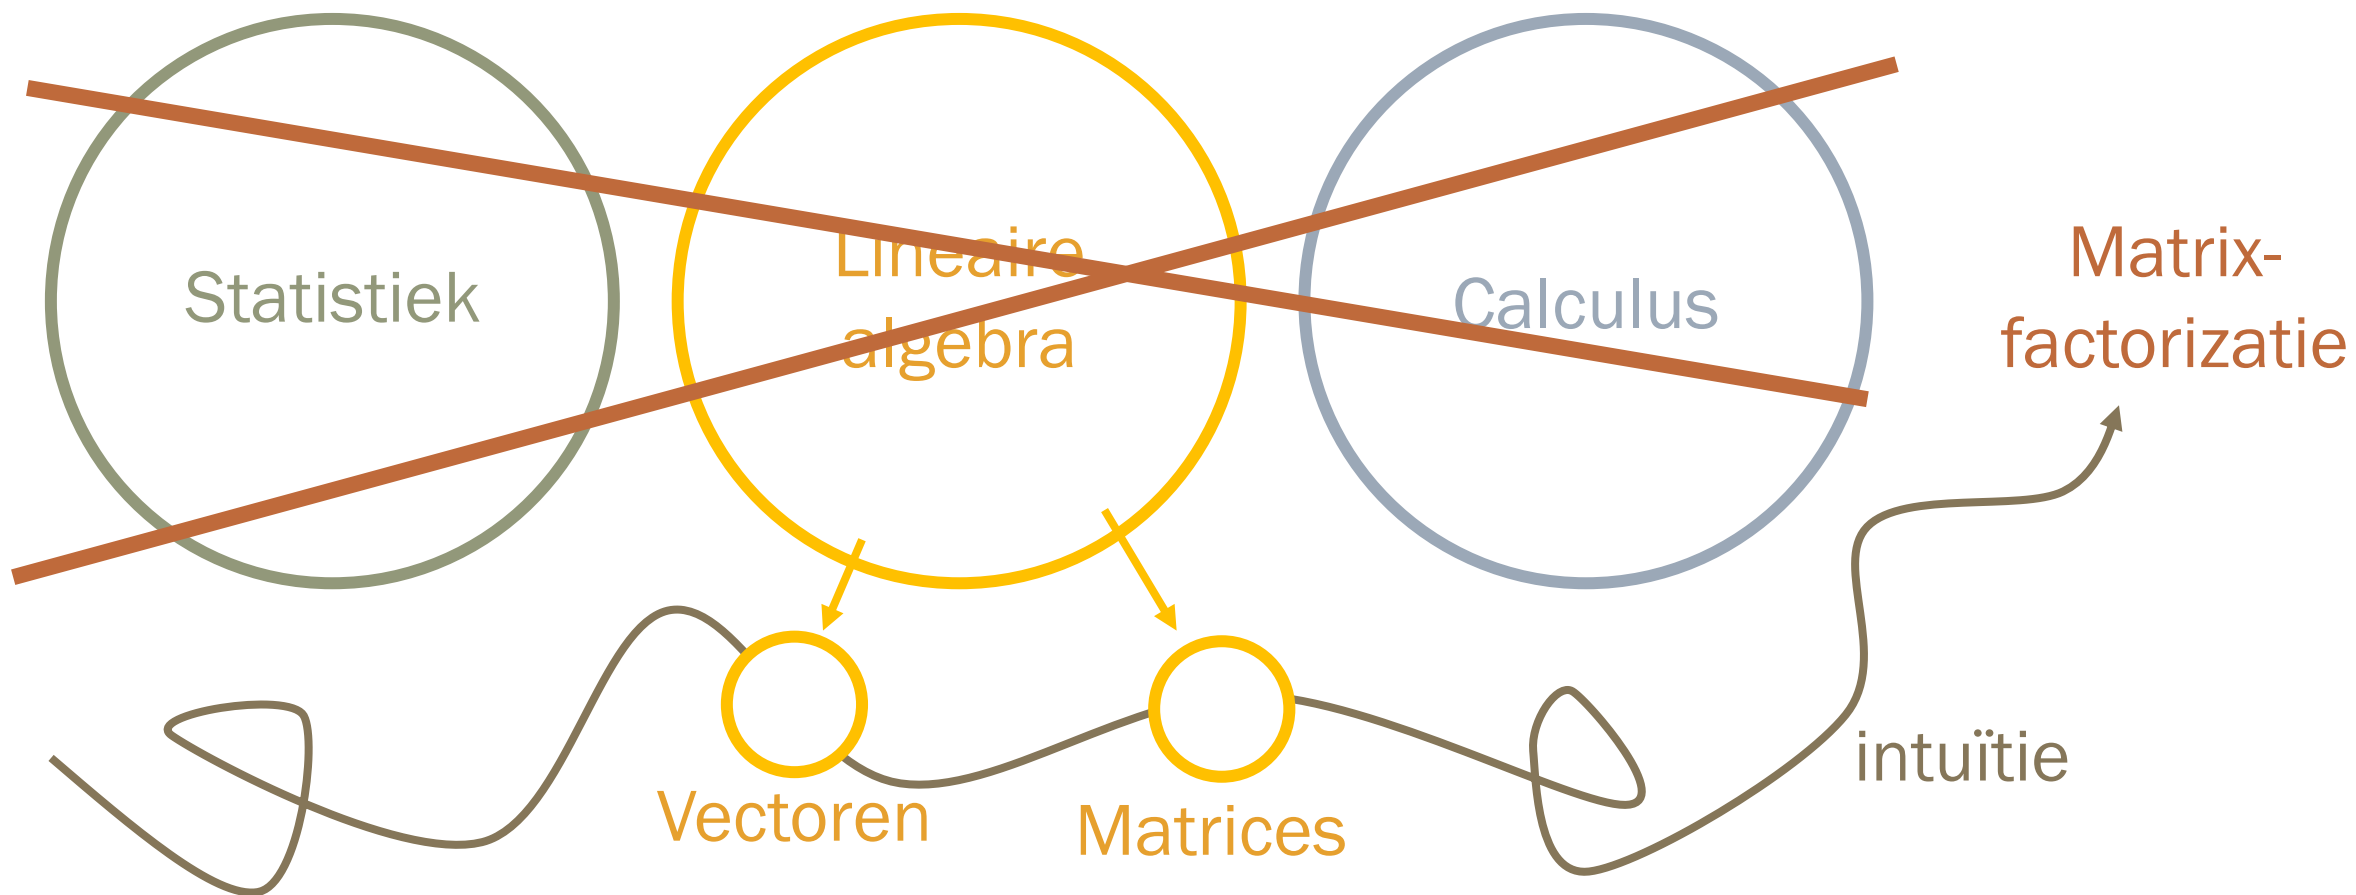 Statistiek
Lineaire
algebra
Calculus
Matrix-
factorizatie
Vectoren
Matrices
intuïtie